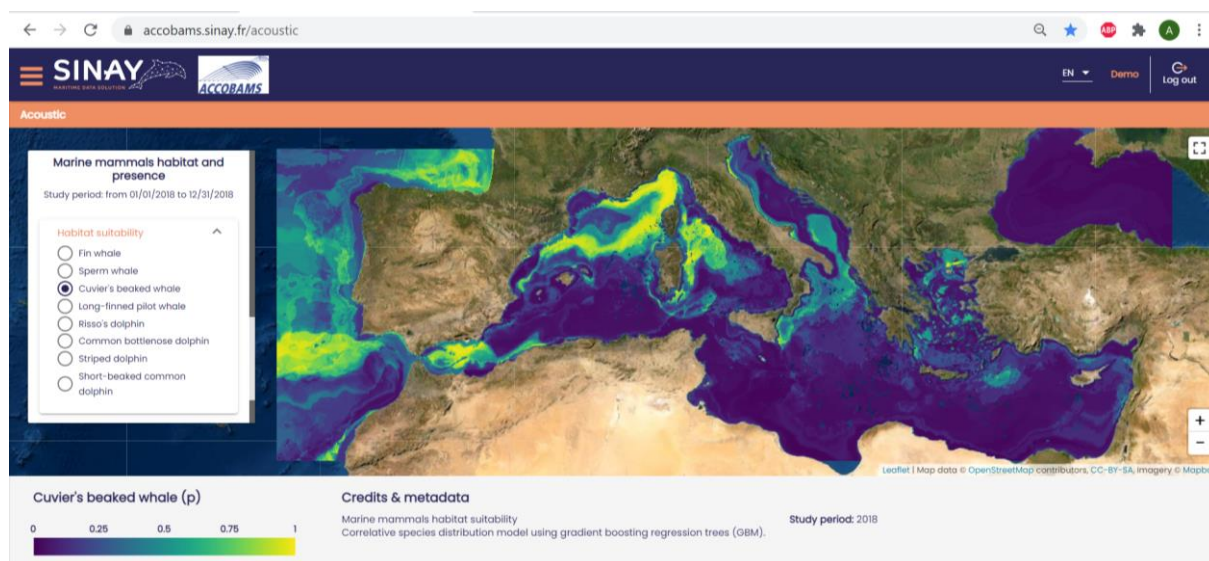 accobams.sinay.fr/acoustic
ABP
A
SINAY
MARITIME DATA SOLUTION
ACCOBAMS
EN
Demo
Log out
Acoustic
Marine mammals habitat and
presence
Study period: from 01/01/2018 to 12/31/2018
Habitat suitability
Fin whale
Sperm whale
Cuvier's beaked whale
Long-finned pilot whale
Risso's dolphin
Common bottlenose dolphin
Striped dolphin
Short-beaked common
dolphin
+
−
Leaflet | Map data © OpenStreetMap contributors, CC-BY-SA, Imagery © Mapbo
Cuvier's beaked whale (p)
0 0.25 0.5 0.75 1
Credits & metadata
Marine mammals habitat suitability
Correlative species distribution model using gradient boosting regression trees (GBM).
Study period: 2018